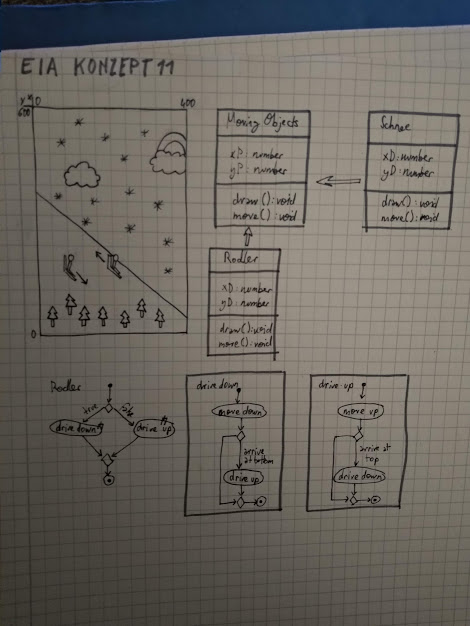 EIA KONZEPT 11
y x 0
400
600
0
Moving Objects
xP: number
yP: number
draw(): void
move(): void
Schnee
xD: number
yD: number
draw(): void
move(): void
Rodler
xD: number
yD: number
draw(): void
move(): void
Rodler
true
false
drive down
drive up
drive down
move down
arrive
at bottom
drive up
drive up
move up
arrive at
top
drive down